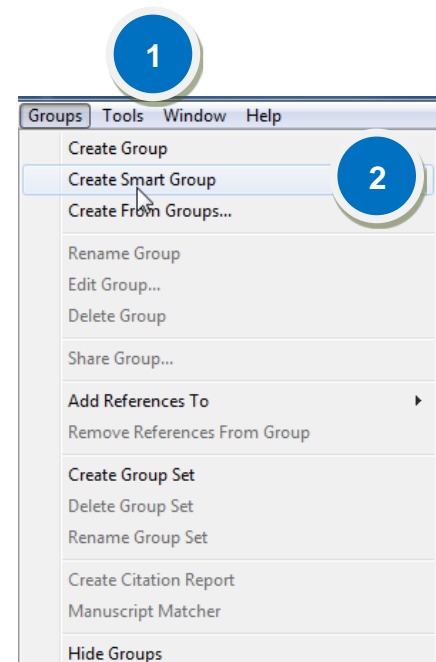 1
Groups Tools Window Help
Create Group
Create Smart Group
2
Create From Groups...
Rename Group
Edit Group...
Delete Group
Share Group...
Add References To
Remove References From Group
Create Group Set
Delete Group Set
Rename Group Set
Create Citation Report
Manuscript Matcher
Hide Groups